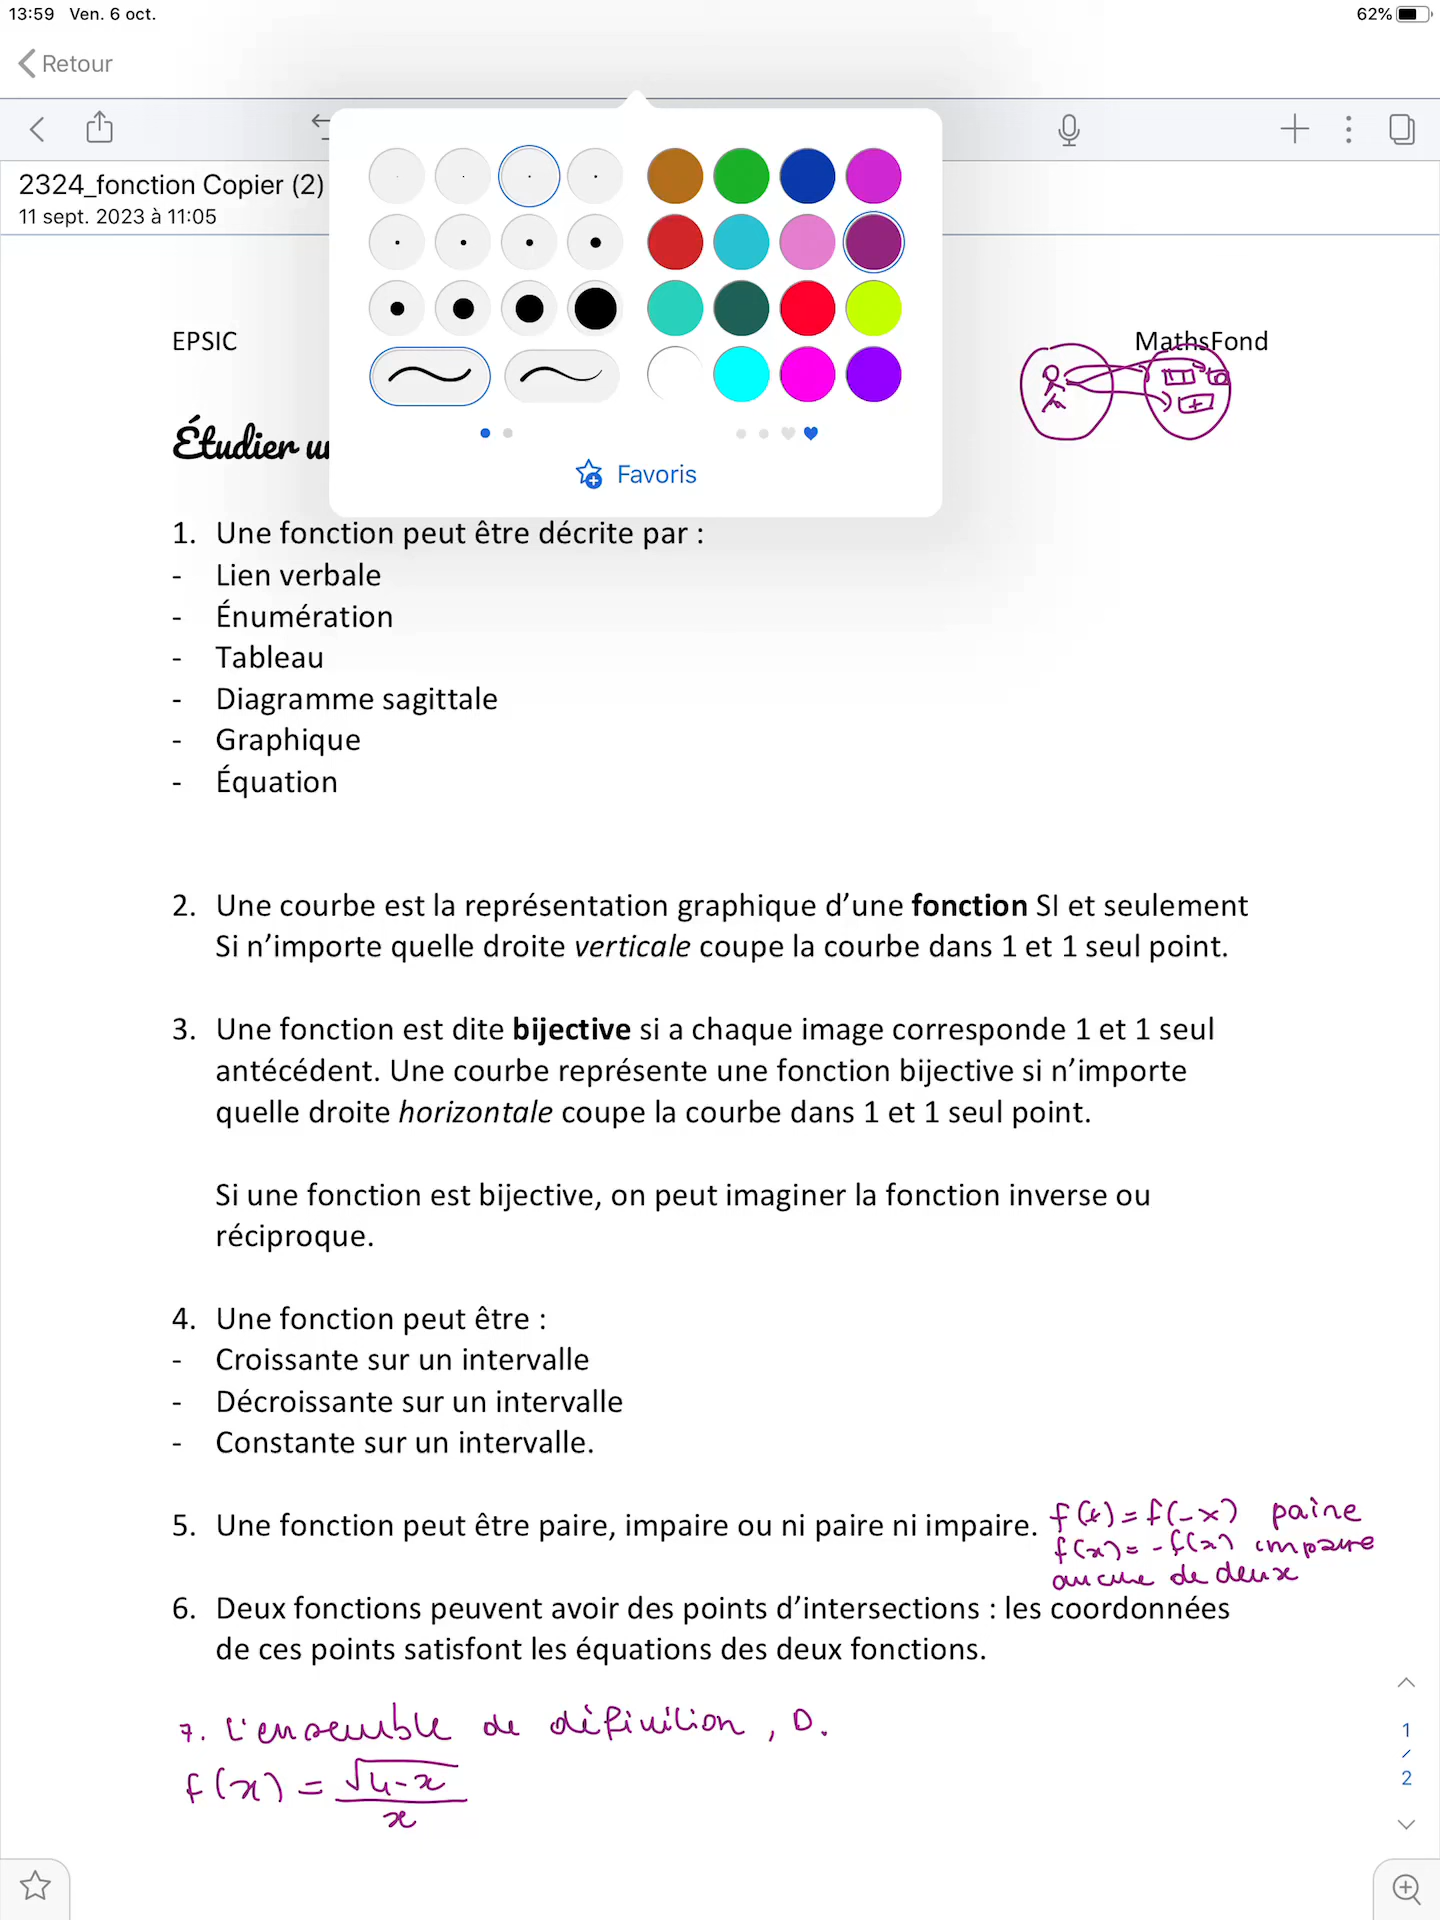 13:59 Ven. 6 oct.
62%
Retour
2324_fonction Copier (2)
11 sept. 2023 à 11:05
EPSIC
MathsFond
Étudier
Favoris
1. Une fonction peut être décrite par :
- Lien verbale
- Énumération
- Tableau
- Diagramme sagittale
- Graphique
- Équation
2. Une courbe est la représentation graphique d’une fonction SI et seulement
Si n’importe quelle droite verticale coupe la courbe dans 1 et 1 seul point.
3. Une fonction est dite bijective si a chaque image corresponde 1 et 1 seul
antécédent. Une courbe représente une fonction bijective si n’importe
quelle droite horizontale coupe la courbe dans 1 et 1 seul point.
Si une fonction est bijective, on peut imaginer la fonction inverse ou
réciproque.
4. Une fonction peut être :
- Croissante sur un intervalle
- Décroissante sur un intervalle
- Constante sur un intervalle.
5. Une fonction peut être paire, impaire ou ni paire ni impaire.
f(x) = f(-x) paire
f(x) = -f(x) impaire
aucune de deux
6. Deux fonctions peuvent avoir des points d’intersections : les coordonnées
de ces points satisfont les équations des deux fonctions.
7. L'ensemble de définition, D.
f(x) = √4-x / x
1
/
2